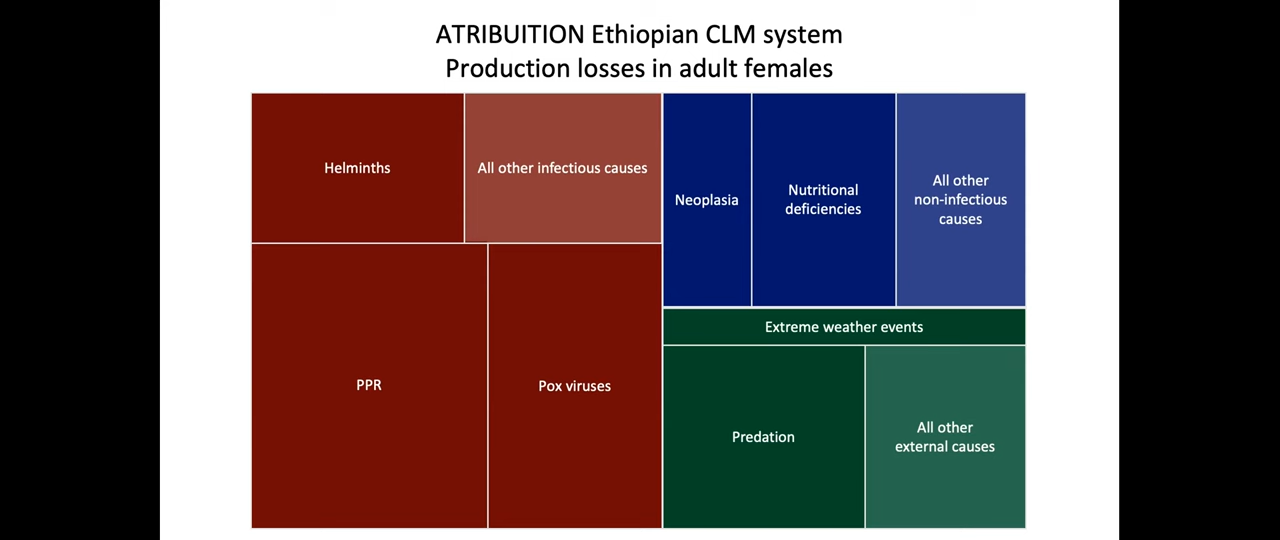 ATRIBUITION Ethiopian CLM system
Production losses in adult females
Helminths
All other infectious causes
Neoplasia
Nutritional
deficiencies
All other
non-infectious
causes
Extreme weather events
PPR
Pox viruses
Predation
All other
external causes